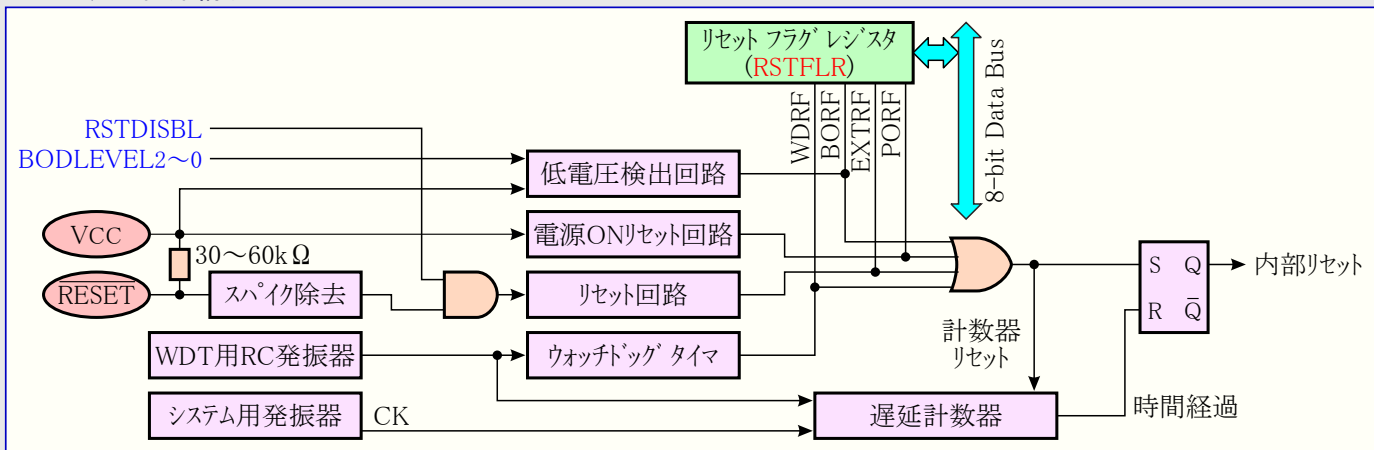 リセット フラグ レジスタ
(RSTFLR)
8-bit Data Bus
WDRF
BORF
EXTRF
PORF
RSTDISBL
BODLEVEL2～0
低電圧検出回路
VCC
電源ONリセット回路
30～60kΩ
RESET
スパイク除去
リセット回路
S Q
R Q̅
内部リセット
WDT用RC発振器
ウォッチドッグ タイマ
計数器
リセット
システム用発振器
CK
遅延計数器
時間経過